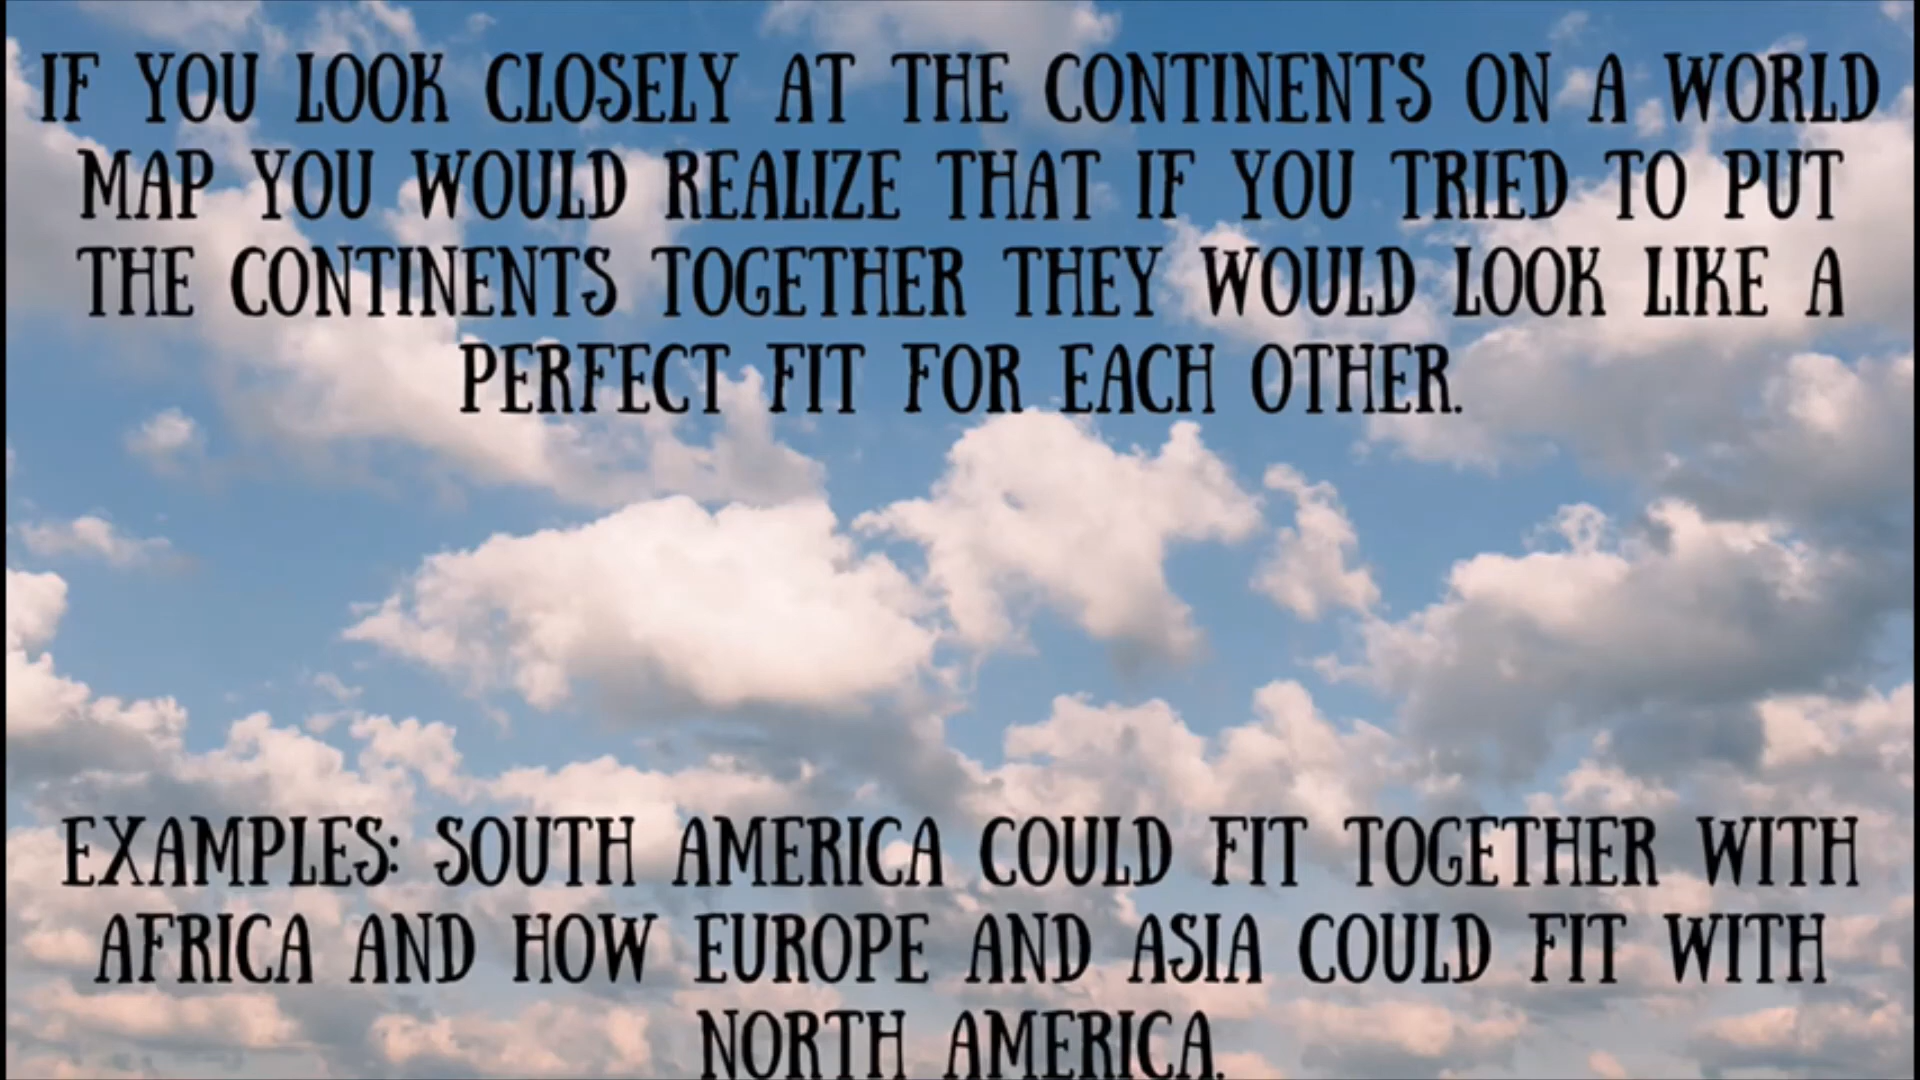 IF YOU LOOK CLOSELY AT THE CONTINENTS ON A WORLD
MAP YOU WOULD REALIZE THAT IF YOU TRIED TO PUT
THE CONTINENTS TOGETHER THEY WOULD LOOK LIKE A
PERFECT FIT FOR EACH OTHER.
EXAMPLES: SOUTH AMERICA COULD FIT TOGETHER WITH
AFRICA AND HOW EUROPE AND ASIA COULD FIT WITH
NORTH AMERICA.